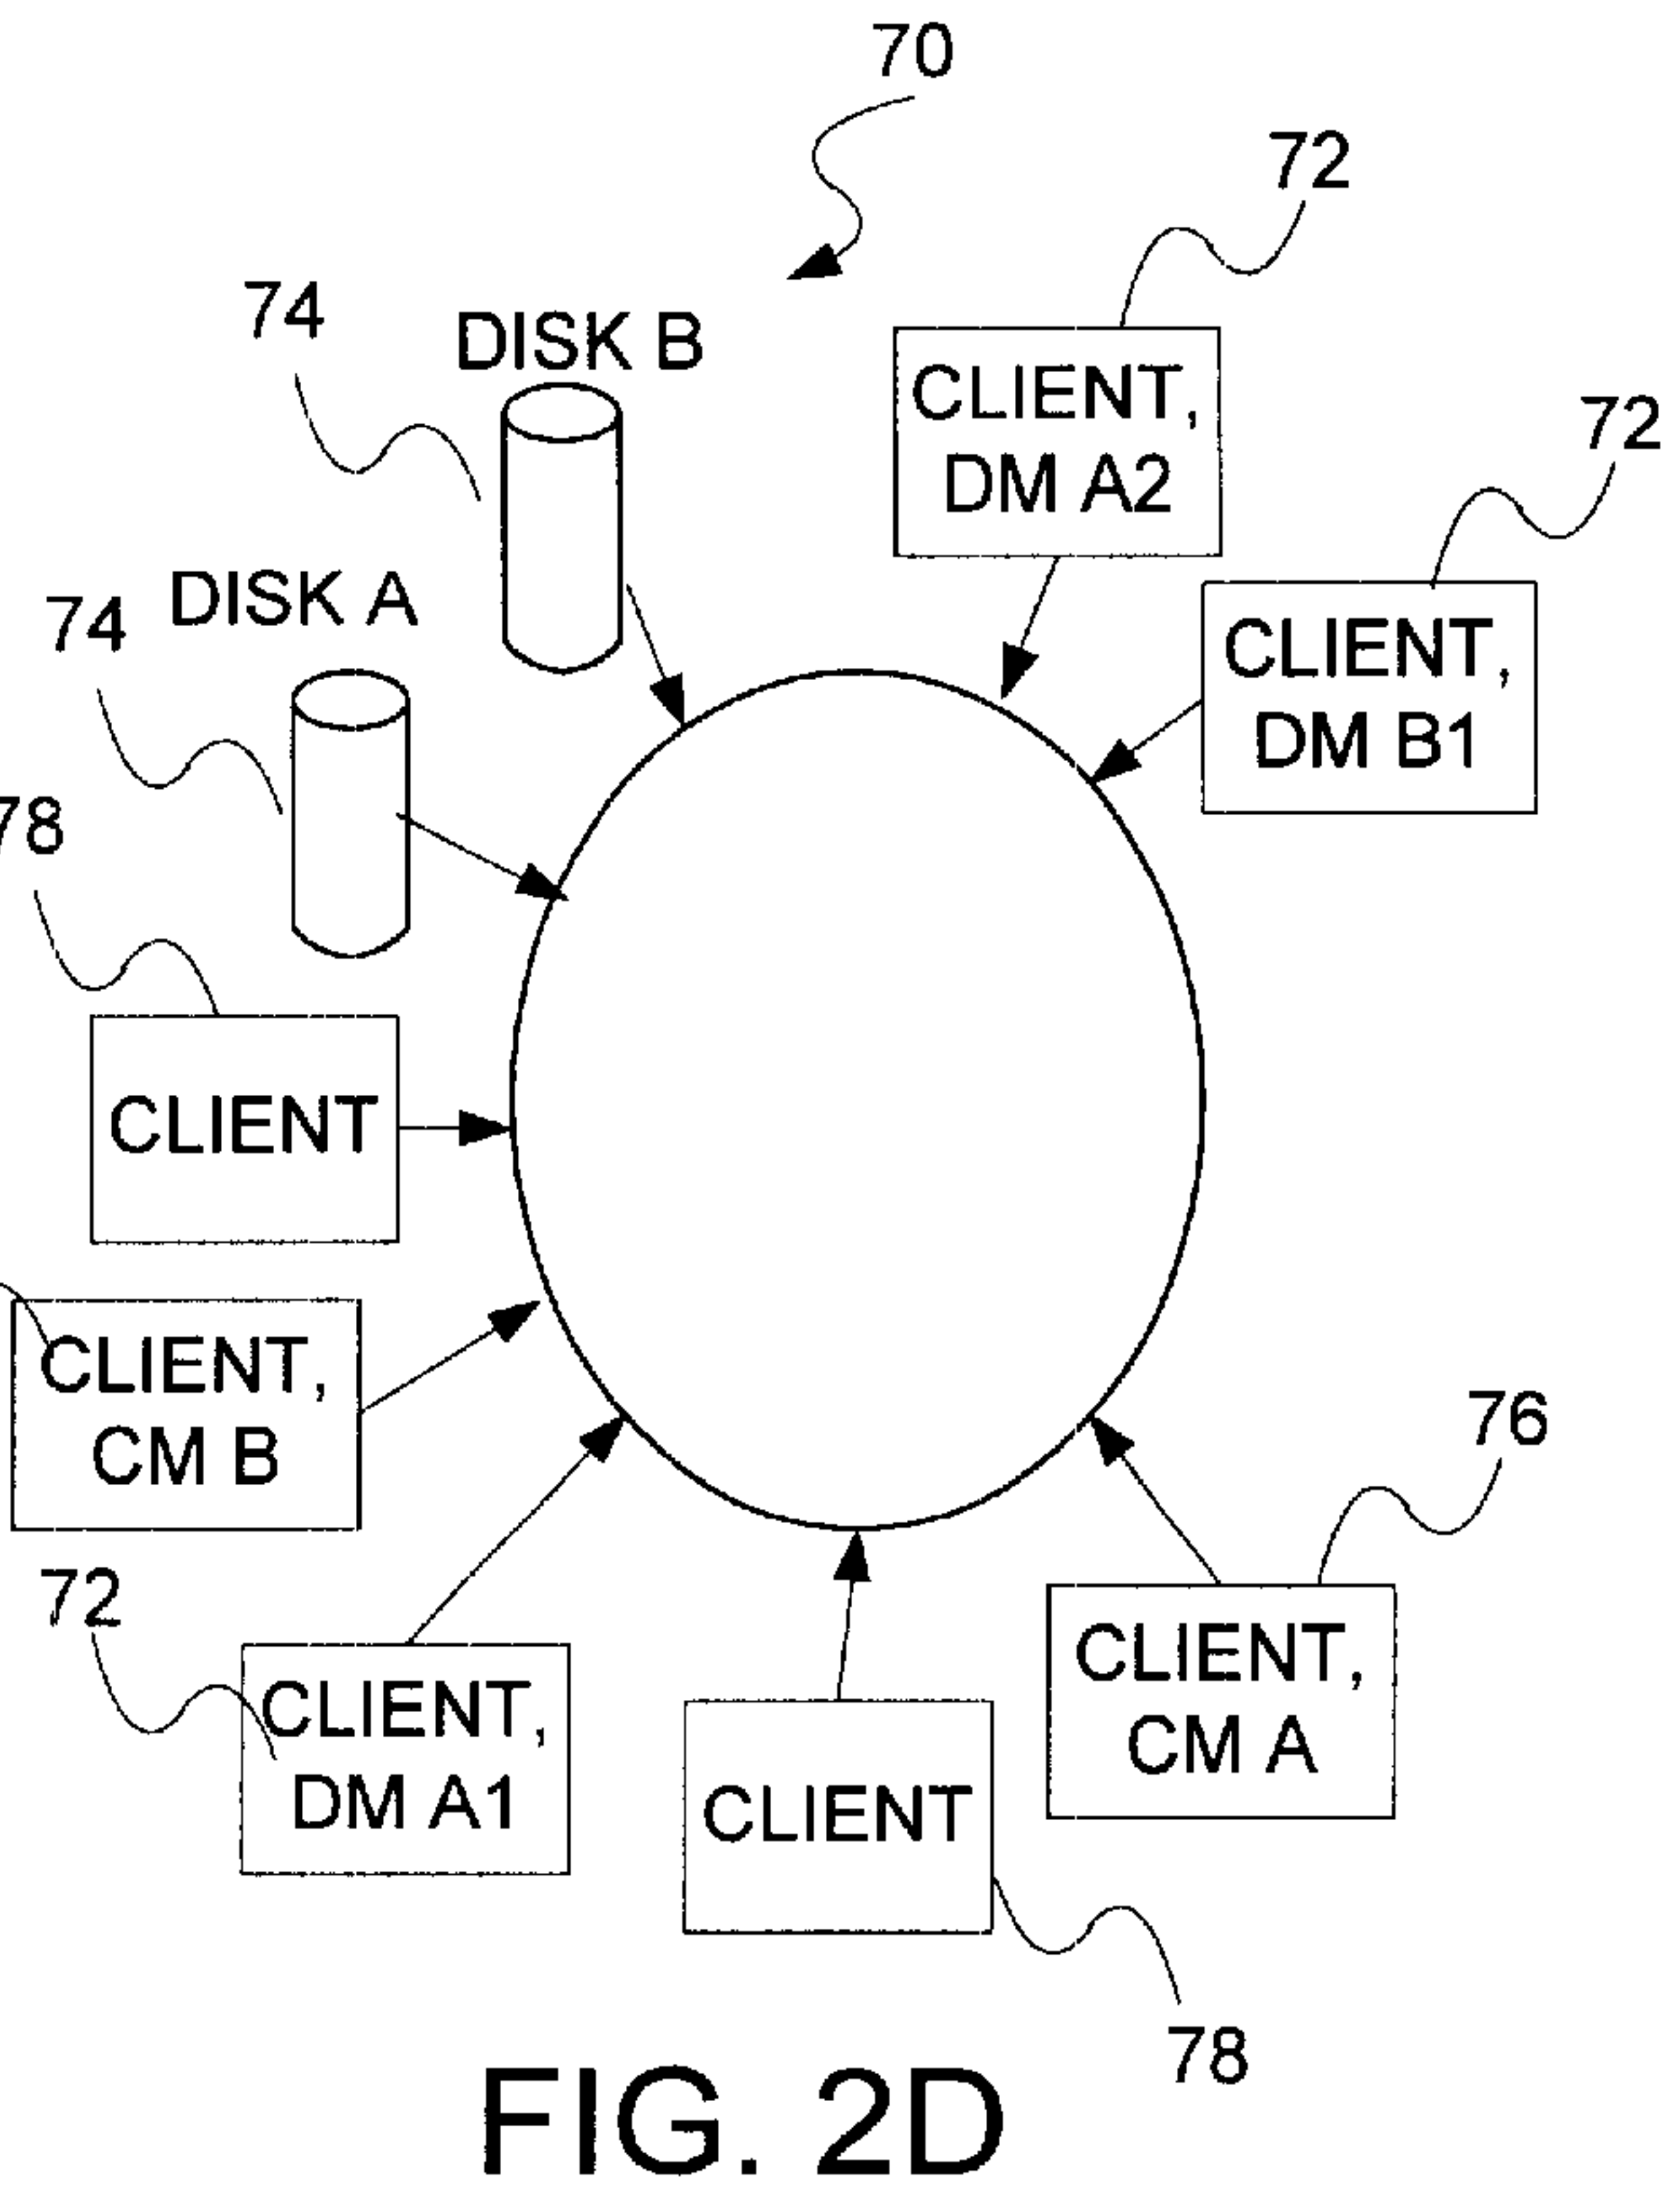 70
72
74
DISK B
CLIENT,
DM A2
72
74
DISK A
CLIENT,
DM B1
78
CLIENT
CLIENT,
CM B
76
72
CLIENT,
DM A1
CLIENT
CLIENT,
CM A
78
FIG. 2D